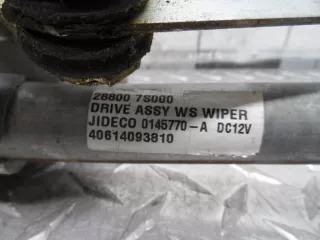 28800 7S000
DRIVE ASSY WS WIPER
JIDECO 0145770-A DC12V
40614093810